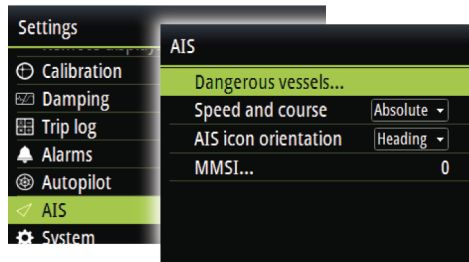 Settings
Calibration
Damping
Trip log
Alarms
Autopilot
AIS
System
AIS
Dangerous vessels...
Speed and course Absolute
AIS icon orientation Heading
MMSI... 0